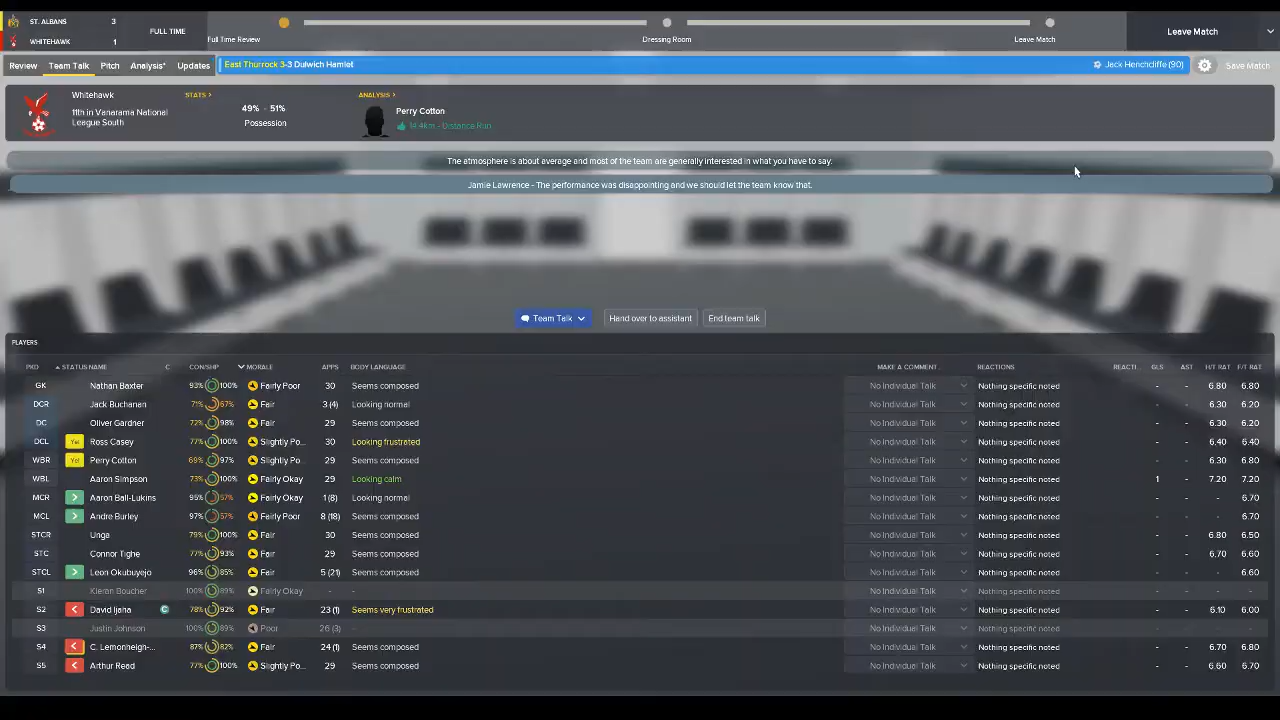 ST. ALBANS 3
WHITEHAWK 1
FULL TIME
Full Time Review
Dressing Room
Leave Match
Leave Match
Review Team Talk Pitch Analysis* Updates
East Thurrock 3-3 Dulwich Hamlet
Jack Henchcliffe (90)
Save Match
Whitehawk
11th in Vanarama National
League South
STATS >
49% - 51%
Possession
ANALYSIS >
Perry Cotton
14.4km - Distance Run
The atmosphere is about average and most of the team are generally interested in what you have to say.
Jamie Lawrence - The performance was disappointing and we should let the team know that.
Team Talk Hand over to assistant End team talk
PLAYERS
PKD STATUS NAME C CON/SHP MORALE APPS BODY LANGUAGE MAKE A COMMENT... REACTIONS REACTI... GLS AST H/T RAT F/T RAT
GK Nathan Baxter 93% 100% Fairly Poor 30 Seems composed No Individual Talk Nothing specific noted - - 6.80 6.80
DCR Jack Buchanan 71% 67% Fair 3 (4) Looking normal No Individual Talk Nothing specific noted - - 6.30 6.20
DC Oliver Gardner 72% 98% Fair 29 Seems composed No Individual Talk Nothing specific noted - - 6.30 6.20
DCL Yel Ross Casey 77% 100% Slightly Po... 30 Looking frustrated No Individual Talk Nothing specific noted - - 6.40 6.40
WBR Yel Perry Cotton 69% 97% Slightly Po... 29 Seems composed No Individual Talk Nothing specific noted - - 6.30 6.80
WBL Aaron Simpson 73% 100% Fairly Okay 29 Looking calm No Individual Talk Nothing specific noted 1 - 7.20 7.20
MCR Aaron Ball-Lukins 95% 57% Fairly Okay 1 (8) Looking normal No Individual Talk Nothing specific noted - - 6.70
MCL Andre Burley 97% 57% Fairly Poor 8 (18) Seems composed No Individual Talk Nothing specific noted - - 6.70
STCR Unga 79% 100% Fair 30 Seems composed No Individual Talk Nothing specific noted - - 6.80 6.50
STC Connor Tighe 77% 93% Fair 29 Seems composed No Individual Talk Nothing specific noted - - 6.70 6.60
STCL Leon Okubuyejo 96% 85% Fair 5 (21) Seems composed No Individual Talk Nothing specific noted - - 6.60
S1 Kieran Boucher 100% 89% Fairly Okay - - No Individual Talk Nothing specific noted - - - -
S2 David Ijaha C 78% 92% Fair 23 (1) Seems very frustrated No Individual Talk Nothing specific noted - - 6.10 6.00
S3 Justin Johnson 100% 89% Poor 26 (3) - No Individual Talk Nothing specific noted - - - -
S4 C. Lemonheigh-... 87% 82% Fair 24 (1) Seems composed No Individual Talk Nothing specific noted - - 6.70 6.80
S5 Arthur Read 77% 100% Slightly Po... 29 Seems composed No Individual Talk Nothing specific noted - - 6.60 6.70